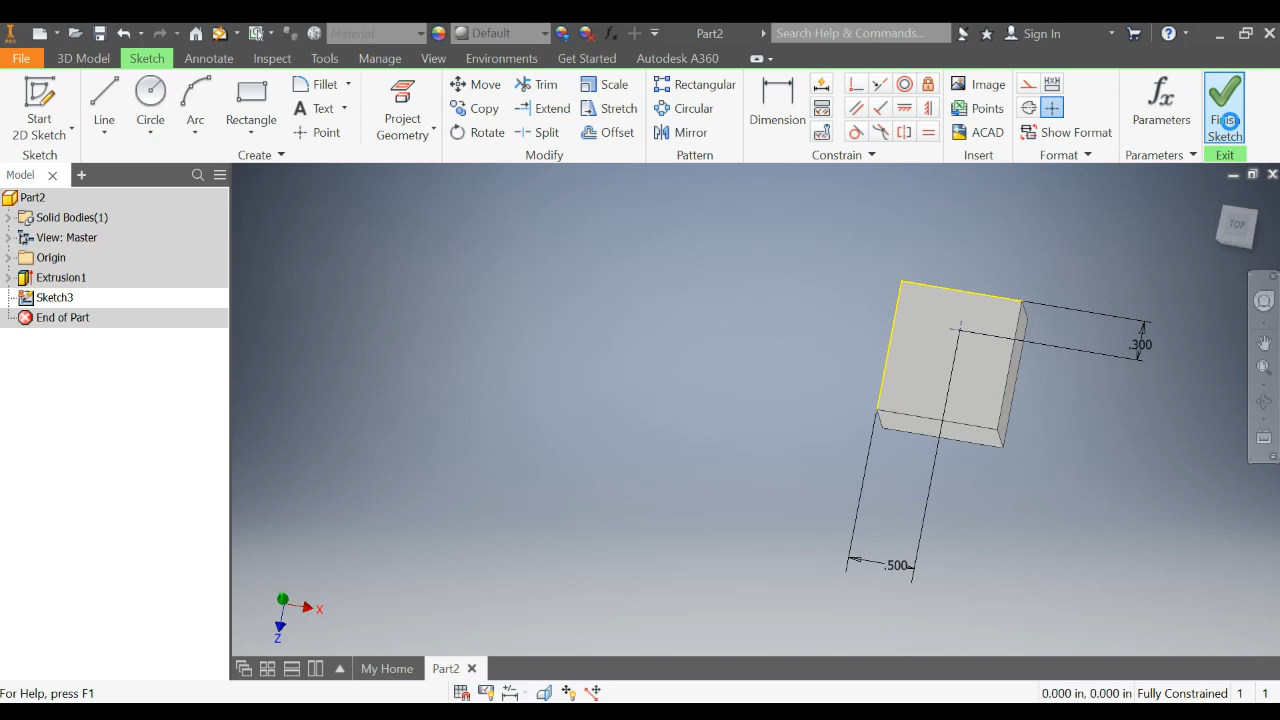 Material
Default
Part2
Search Help & Commands...
Sign In
File
3D Model
Sketch
Annotate
Inspect
Tools
Manage
View
Environments
Get Started
Autodesk A360
Start
2D Sketch
Line
Circle
Arc
Rectangle
Fillet
Text
Point
Project
Geometry
Move
Copy
Rotate
Trim
Extend
Split
Scale
Stretch
Offset
Rectangular
Circular
Mirror
Dimension
Image
Points
ACAD
Show Format
Parameters
Finish
Sketch
Sketch
Create
Modify
Pattern
Constrain
Insert
Format
Parameters
Exit
Model
Part2
Solid Bodies(1)
View: Master
Origin
Extrusion1
Sketch3
End of Part
TOP
.300
.500
X
Z
My Home
Part2
For Help, press F1
0.000 in, 0.000 in
Fully Constrained
1
1